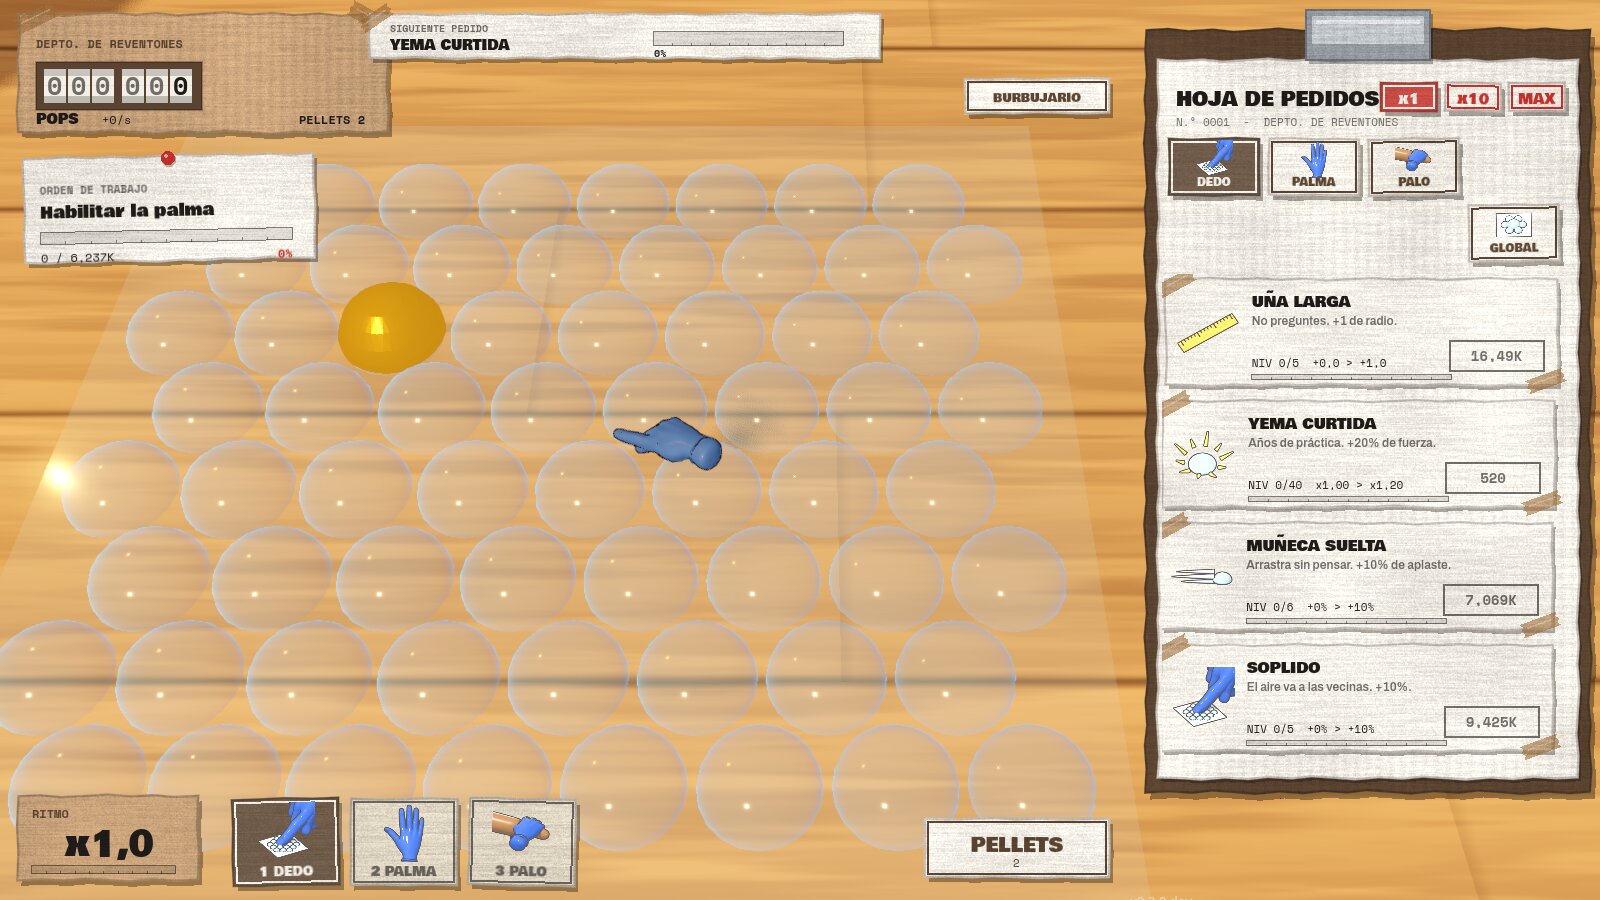 DEPTO. DE REVENTONES
000 000
POPS +0/s PELLETS 2
SIGUIENTE PEDIDO
YEMA CURTIDA
0%
BURBUJARIO
ORDEN DE TRABAJO
Habilitar la palma
0 / 6,237K 0%
HOJA DE PEDIDOS x1 x10 MAX
N.° 0001 - DEPTO. DE REVENTONES
DEDO PALMA PALO
GLOBAL
UÑA LARGA
No preguntes. +1 de radio.
NIV 0/5 +0,0 > +1,0
16,49K
YEMA CURTIDA
Años de práctica. +20% de fuerza.
NIV 0/40 x1,00 > x1,20
520
MUÑECA SUELTA
Arrastra sin pensar. +10% de aplaste.
NIV 0/6 +0% > +10%
7,069K
SOPLIDO
El aire va a las vecinas. +10%.
NIV 0/5 +0% > +10%
9,425K
RITMO
x1,0
1 DEDO 2 PALMA 3 PALO
PELLETS
2